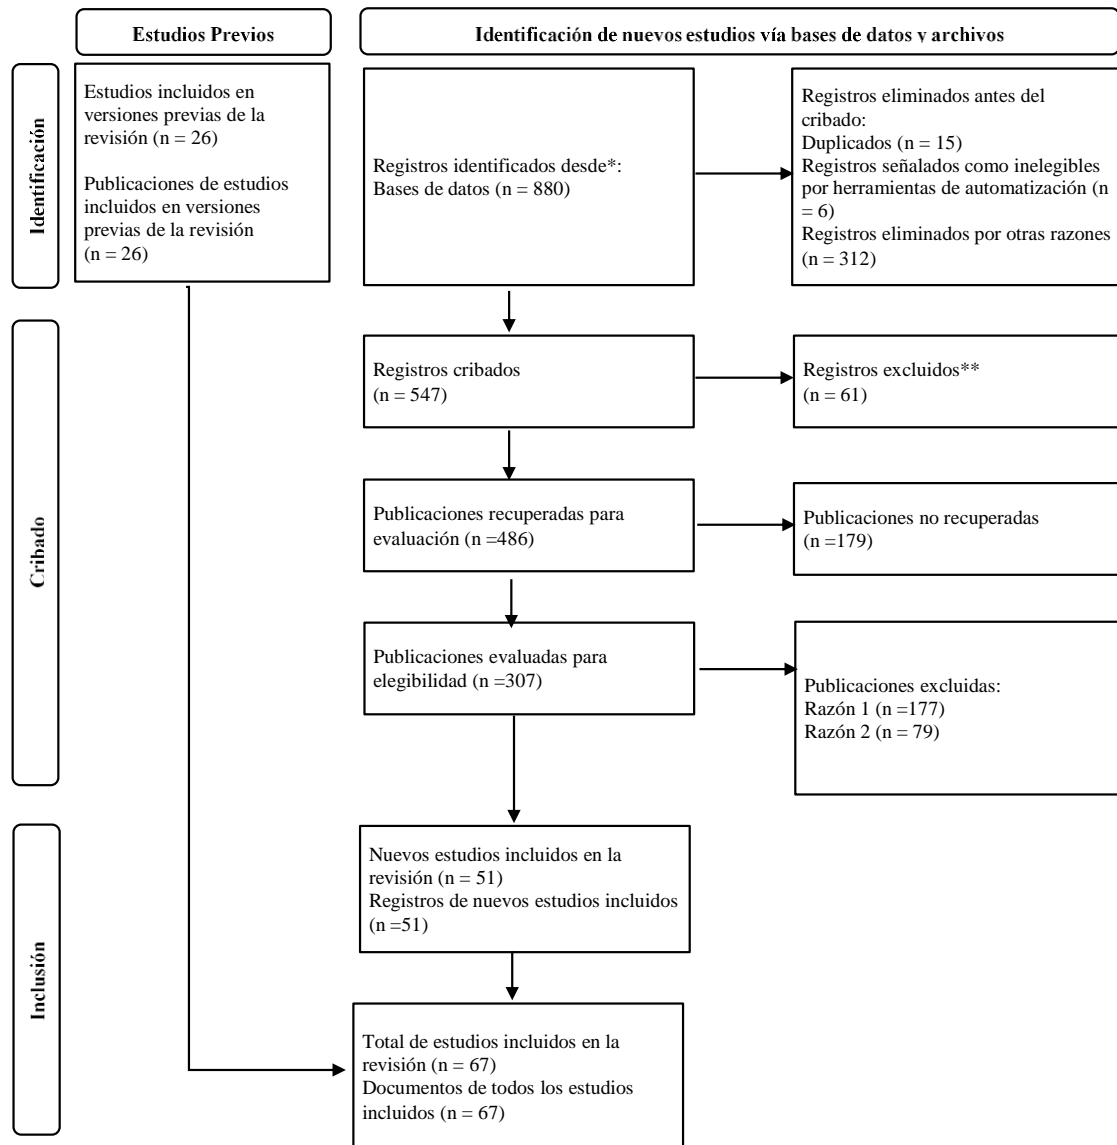 Estudios Previos
Identificación de nuevos estudios vía bases de datos y archivos
Identificación
Estudios incluidos en
versiones previas de la
revisión (n = 26)
Publicaciones de estudios
incluidos en versiones
previas de la revisión
(n = 26)
Registros identificados desde*:
Bases de datos (n = 880)
Registros eliminados antes del
cribado:
Duplicados (n = 15)
Registros señalados como inelegibles
por herramientas de automatización (n
= 6)
Registros eliminados por otras razones
(n = 312)
Cribado
Registros cribados
(n = 547)
Registros excluidos**
(n = 61)
Publicaciones recuperadas para
evaluación (n =486)
Publicaciones no recuperadas
(n =179)
Publicaciones evaluadas para
elegibilidad (n =307)
Publicaciones excluidas:
Razón 1 (n =177)
Razón 2 (n = 79)
Inclusión
Nuevos estudios incluidos en la
revisión (n = 51)
Registros de nuevos estudios incluidos
(n =51)
Total de estudios incluidos en la
revisión (n = 67)
Documentos de todos los estudios
incluidos (n = 67)